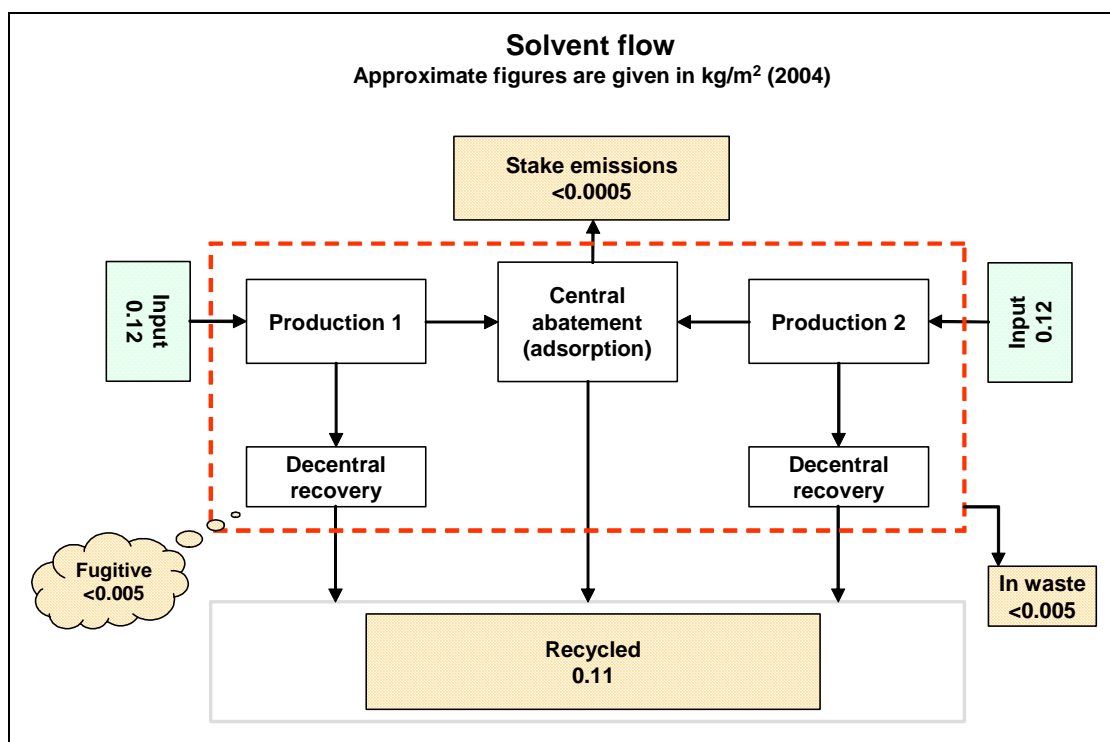 Solvent flow
Approximate figures are given in kg/m² (2004)
Stake emissions
<0.0005
Input
0.12
Production 1
Central
abatement
(adsorption)
Production 2
Input
0.12
Decentral
recovery
Decentral
recovery
Fugitive
<0.005
In waste
<0.005
Recycled
0.11